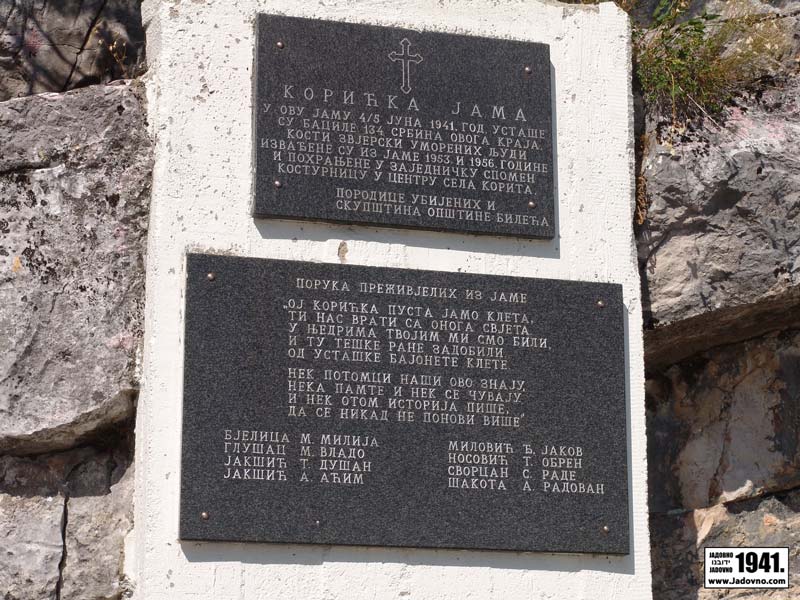 КОРИЋКА ЈАМА
У ОВУ ЈАМУ 4/5 ЈУНА 1941. ГОД. УСТАШЕ
СУ БАЦИЛЕ 134 СРБИНА ОВОГА КРАЈА.
КОСТИ ЗВЈЕРСКИ УМОРЕНИХ ЉУДИ
ИЗВАЂЕНЕ СУ ИЗ ЈАМЕ 1953. И 1956 ГОДИНЕ
И ПОХРАЊЕНЕ У ЗАЈЕДНИЧКУ СПОМЕН
КОСТУРНИЦУ У ЦЕНТРУ СЕЛА КОРИТА.
ПОРОДИЦЕ УБИЈЕНИХ И
СКУПШТИНА ОПШТИНЕ БИЛЕЋА
ПОРУКА ПРЕЖИВЈЕЛИХ ИЗ ЈАМЕ
„ОЈ КОРИЋКА ПУСТА ЈАМО КЛЕТА,
ТИ НАС ВРАТИ СА ОНОГА СВЈЕТА.
У ЊЕДРИМА ТВОЈИМ МИ СМО БИЛИ,
И ТУ ТЕШКЕ РАНЕ ЗАДОБИЛИ.
ОД УСТАШКЕ БАЈОНЕТЕ КЛЕТЕ.
НЕК ПОТОМЦИ НАШИ ОВО ЗНАЈУ,
НЕКА ПАМТЕ И НЕК СЕ ЧУВАЈУ.
И НЕК ОТОМ ИСТОРИЈА ПИШЕ,
ДА СЕ НИКАД НЕ ПОНОВИ ВИШЕ"
БЈЕЛИЦА М. МИЛИЈА
ГЛУШАЦ М. ВЛАДО
ЈАКШИЋ Т. ДУШАН
ЈАКШИЋ А. АЋИМ
МИЛОВИЋ Ђ. ЈАКОВ
НОСОВИЋ Т. ОБРЕН
СВОРЦАН С. РАДЕ
ШАКОТА А. РАДОВАН
ЈАДОВНО
יadovno ידובנו
JADOVNO
1941.
www.Jadovno.com